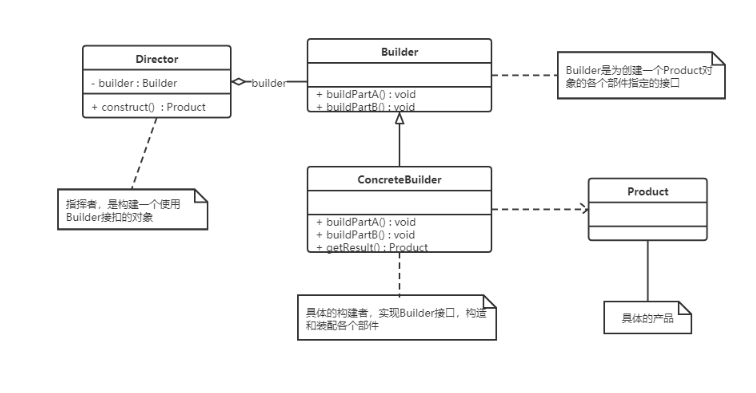 Director
- builder : Builder
+ construct() : Product
builder
Builder
+ buildPartA() : void
+ buildPartB() : void
Builder是为创建一个Product对
象的各个部件指定的接口
指挥者，是构建一个使用
Builder接扣的对象
ConcreteBuilder
+ buildPartA() : void
+ buildPartB() : void
+ getResult() : Product
Product
具体的构建者，实现Builder接口，构造
和装配各个部件
具体的产品